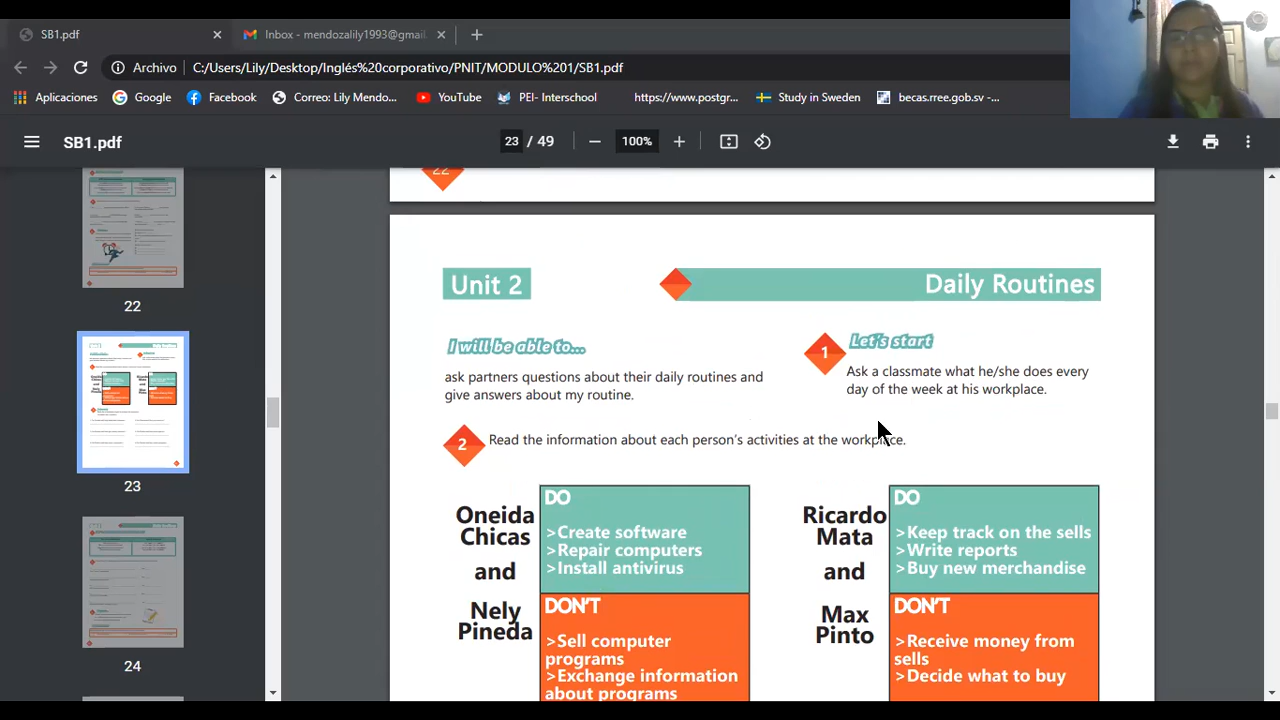 SB1.pdf
Inbox - mendozalily1993@gmai.
Archivo C:/Users/Lily/Desktop/Inglés%20corporativo/PNIT/MODULO%201/SB1.pdf
Aplicaciones Google Facebook Correo: Lily Mendo... YouTube PEI- Interschool https://www.postgr... Study in Sweden becas.rree.gob.sv -...
SB1.pdf
23 / 49
100%
22
22
23
24
Unit 2
Daily Routines
I will be able to...
ask partners questions about their daily routines and
give answers about my routine.
1
Let's start
Ask a classmate what he/she does every
day of the week at his workplace.
2
Read the information about each person's activities at the workplace.
Oneida
Chicas
and
Nely
Pineda
DO
>Create software
>Repair computers
>Install antivirus
DON'T
>Sell computer
programs
>Exchange information
about programs
Ricardo
Mata
and
Max
Pinto
DO
>Keep track on the sells
>Write reports
>Buy new merchandise
DON'T
>Receive money from
sells
>Decide what to buy